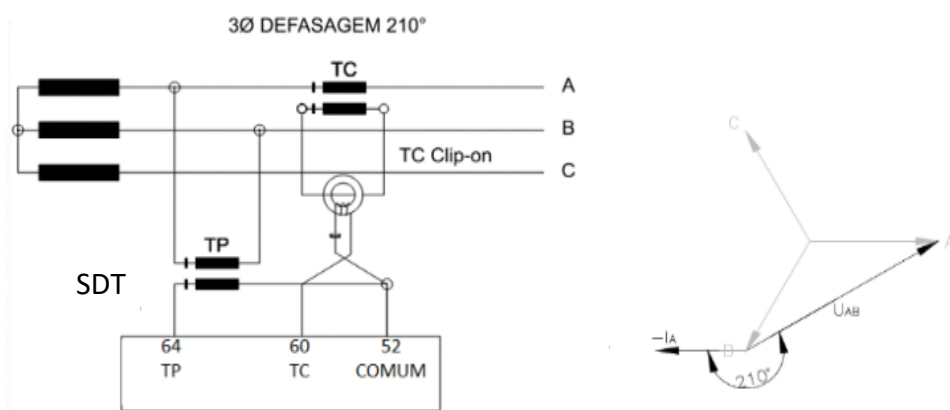 3Ø DEFASAGEM 210°
TC
A
B
TC Clip-on
C
TP
SDT
64
60
52
TP
TC
COMUM
C
A
UAB
-IA
B
210°